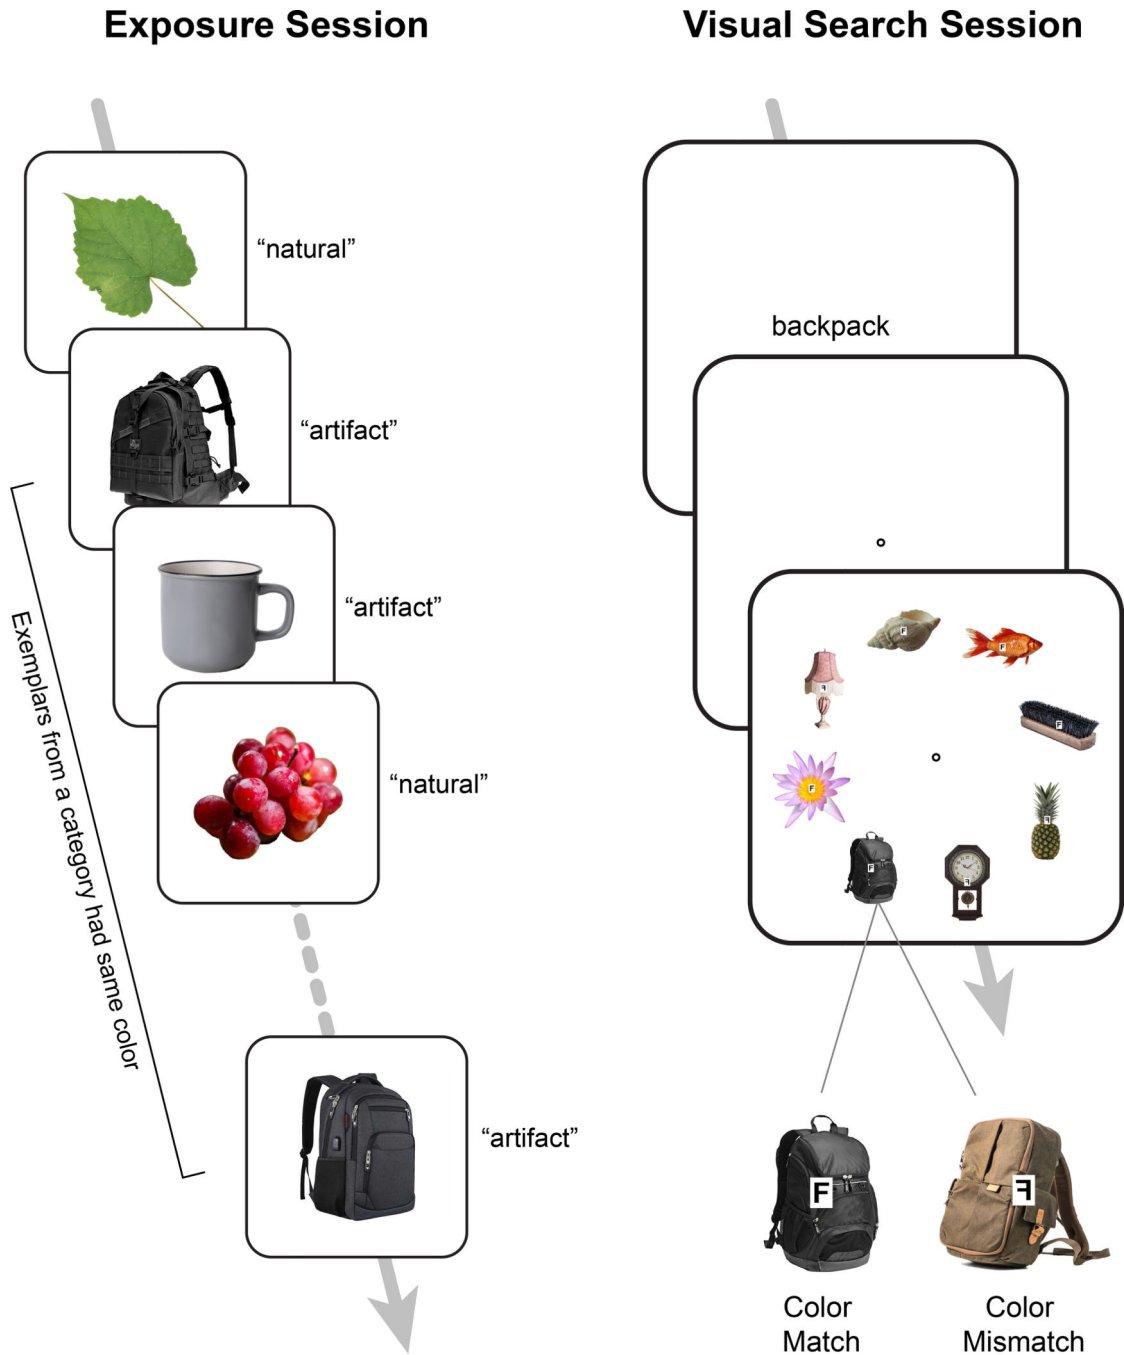 Exposure Session
Visual Search Session
“natural”
“artifact”
“artifact”
“natural”
“artifact”
Exemplars from a category had same color
backpack
F
F
F
F
F
F
F
F
F
F
Color
Match
Color
Mismatch